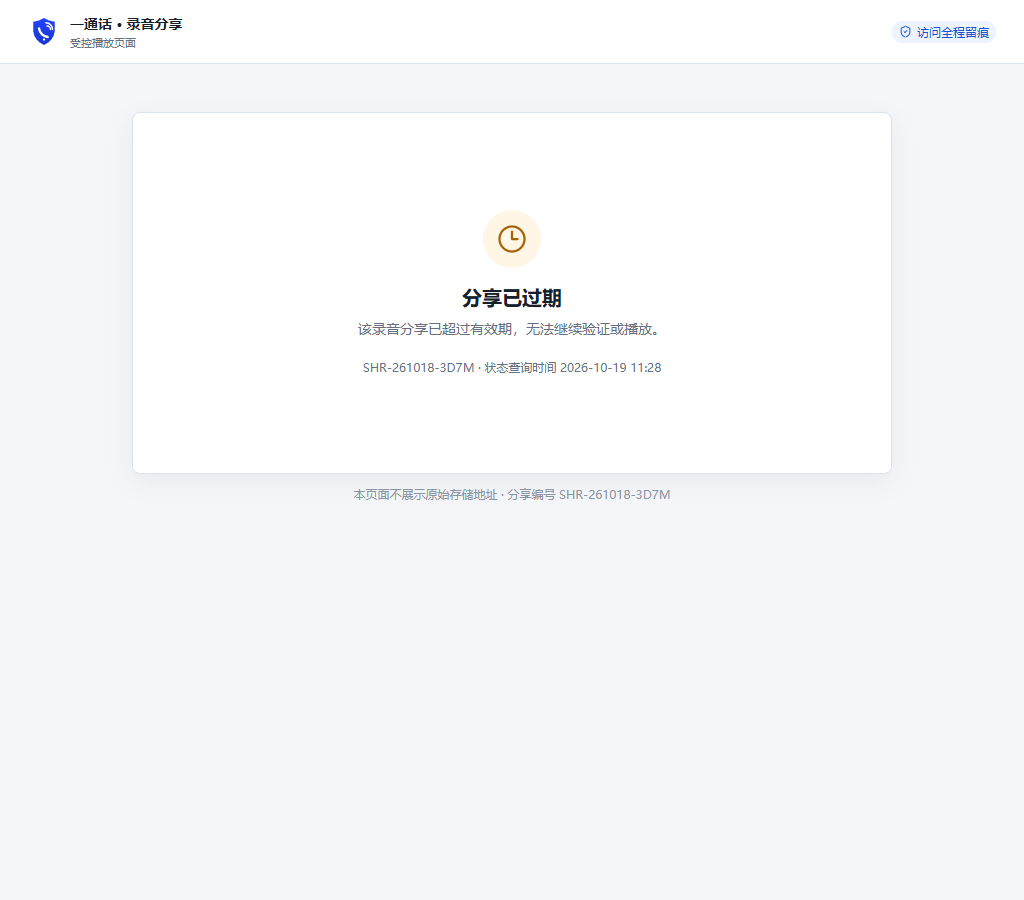 一通话 • 录音分享
受控播放页面
访问全程留痕
分享已过期
该录音分享已超过有效期，无法继续验证或播放。
SHR-261018-3D7M · 状态查询时间 2026-10-19 11:28
本页面不展示原始存储地址 · 分享编号 SHR-261018-3D7M